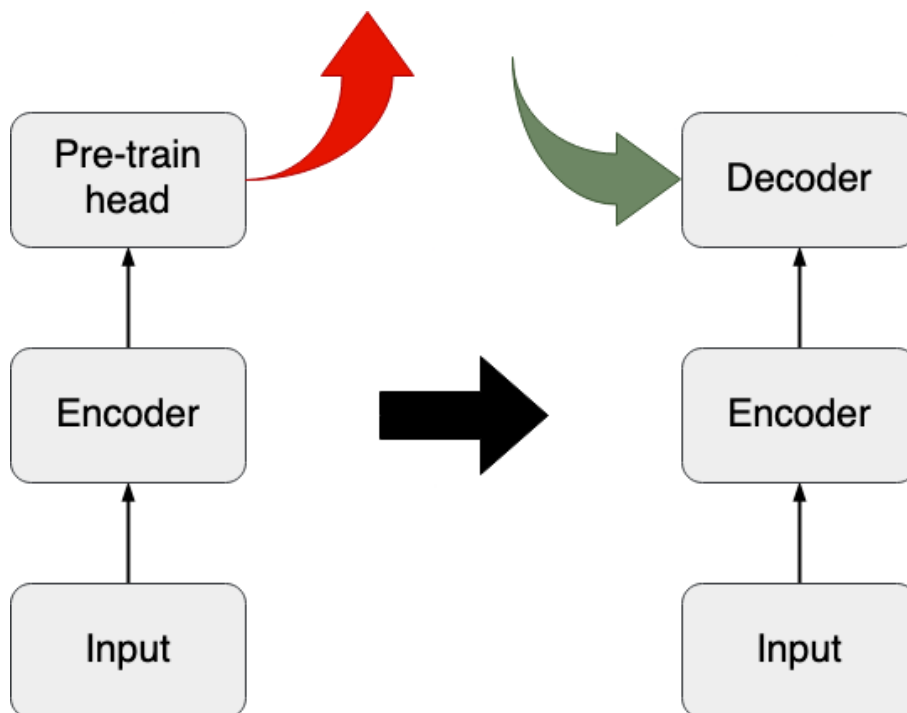 Pre-train
head
Decoder
Encoder
Encoder
Input
Input